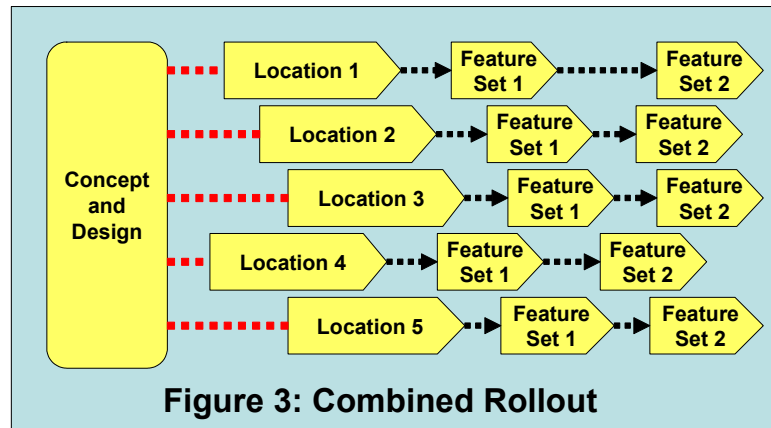 Concept
and
Design
Location 1
Feature
Set 1
Feature
Set 2
Location 2
Feature
Set 1
Feature
Set 2
Location 3
Feature
Set 1
Feature
Set 2
Location 4
Feature
Set 1
Feature
Set 2
Location 5
Feature
Set 1
Feature
Set 2
Figure 3: Combined Rollout